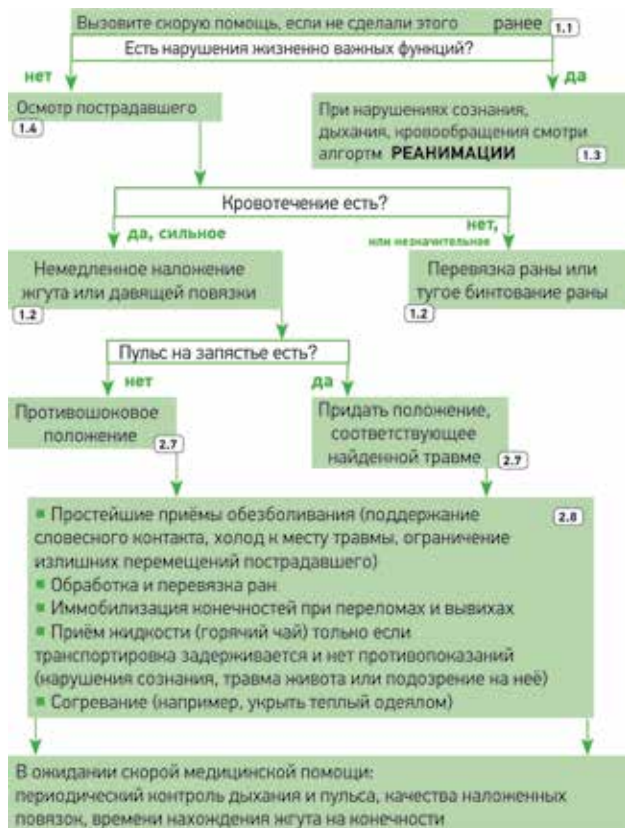 Вызовите скорую помощь, если не сделали этого ранее 1.1
Есть нарушения жизненно важных функций?
нет
да
Осмотр пострадавшего
1.4
При нарушениях сознания,
дыхания, кровообращения смотри
алгортм РЕАНИМАЦИИ 1.3
Кровотечение есть?
да, сильное
нет,
или незначительное
Немедленное наложение
жгута или давящей повязки
1.2
Перевязка раны или
тугое бинтование раны
1.2
Пульс на запястье есть?
нет
да
Противошоковое
положение
2.7
Придать положение,
соответствующее
найденной травме 2.7
▪ Простейшие приёмы обезболивания (поддержание 2.8
словесного контакта, холод к месту травмы, ограничение
излишних перемещений пострадавшего)
▪ Обработка и перевязка ран
▪ Иммобилизация конечностей при переломах и вывихах
▪ Приём жидкости (горячий чай) только если
транспортировка задерживается и нет противопоказаний
(нарушения сознания, травма живота или подозрение на неё)
▪ Согревание (например, укрыть теплый одеялом)
В ожидании скорой медицинской помощи:
периодический контроль дыхания и пульса, качества наложенных
повязок, времени нахождения жгута на конечности